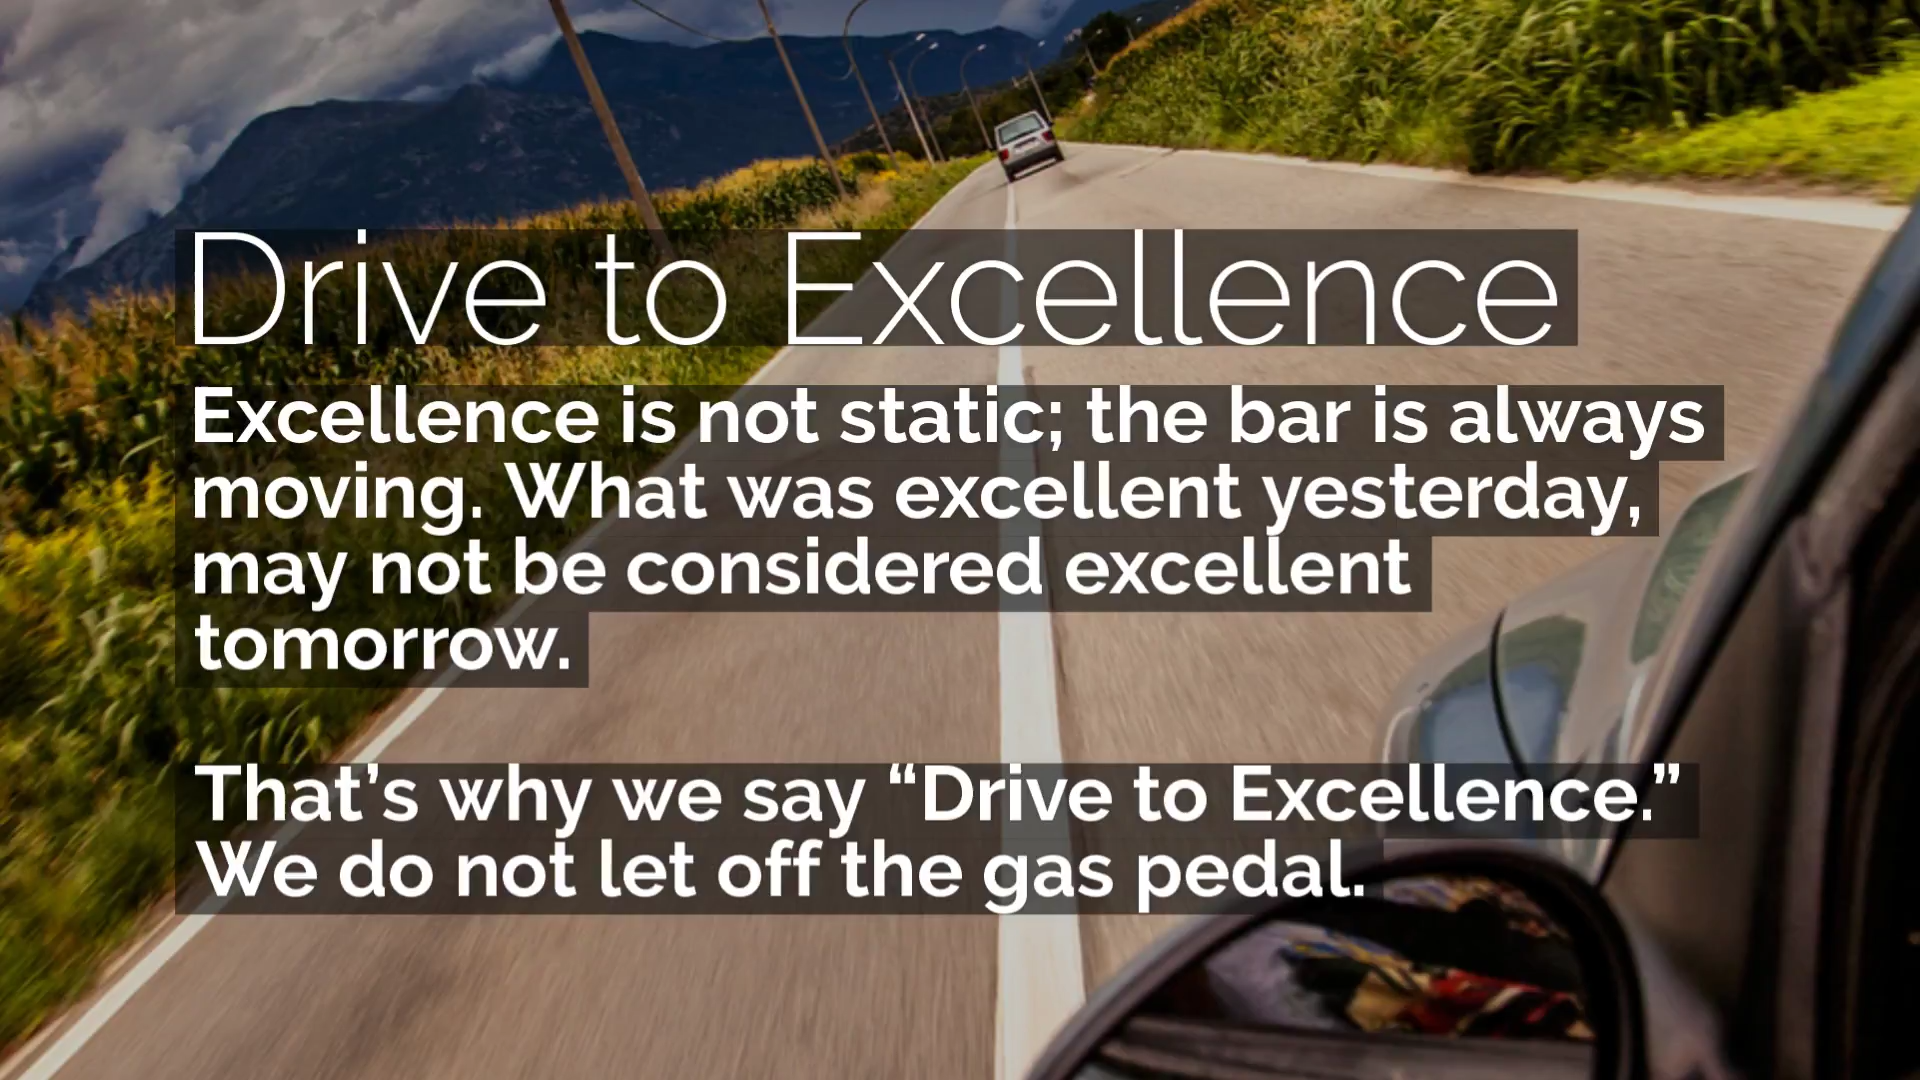 Drive to Excellence
Excellence is not static; the bar is always
moving. What was excellent yesterday,
may not be considered excellent
tomorrow.
That’s why we say “Drive to Excellence.”
We do not let off the gas pedal.